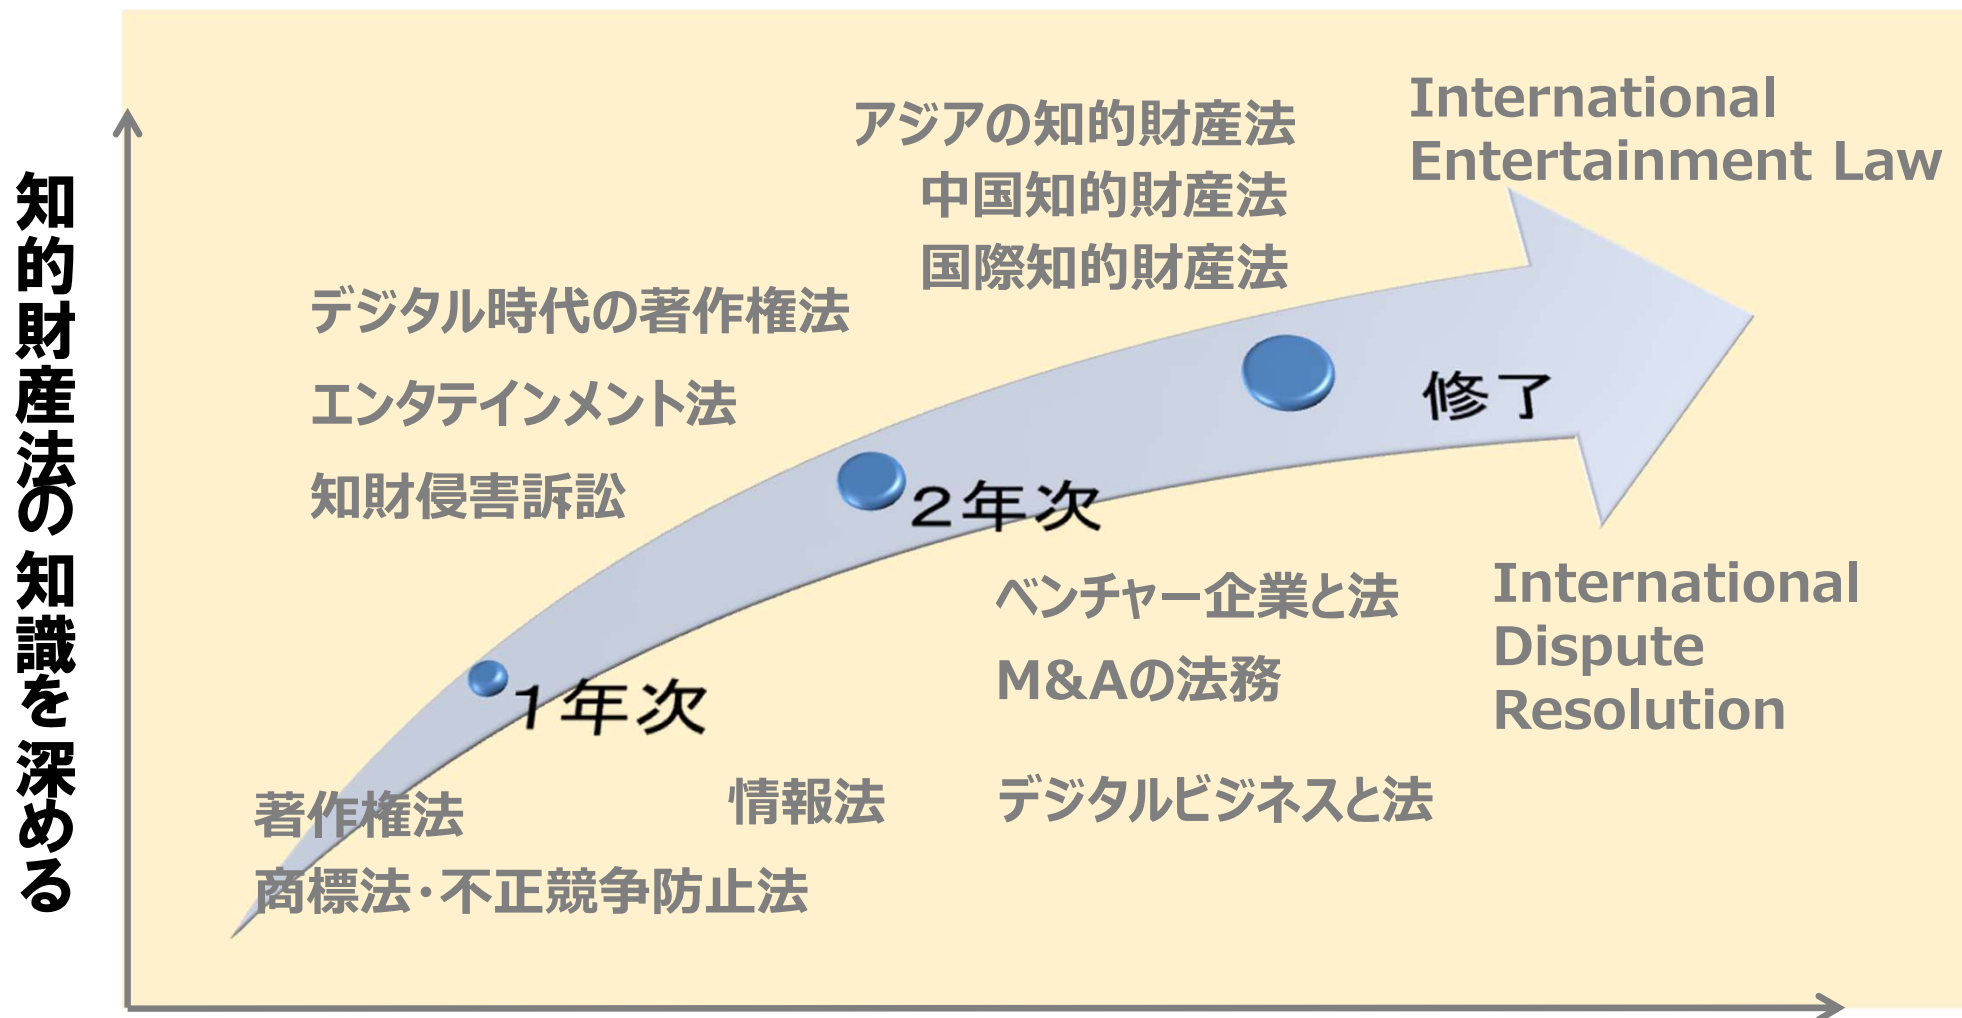 知的財産法の知識を深める
アジアの知的財産法
中国知的財産法
国際知的財産法
International
Entertainment Law
デジタル時代の著作権法
エンタテインメント法
知財侵害訴訟
修了
2年次
1年次
ベンチャー企業と法
M&Aの法務
デジタルビジネスと法
International
Dispute
Resolution
著作権法
情報法
商標法・不正競争防止法